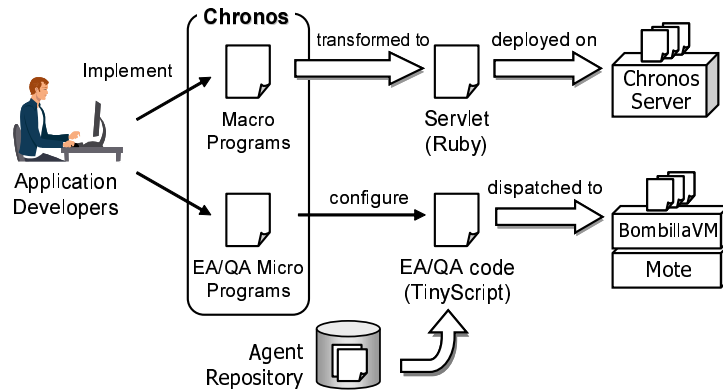 Chronos
Implement
transformed to
deployed on
Macro
Programs
Servlet
(Ruby)
Chronos
Server
Application
Developers
configure
dispatched to
EA/QA Micro
Programs
EA/QA code
(TinyScript)
BombillaVM
Mote
Agent
Repository